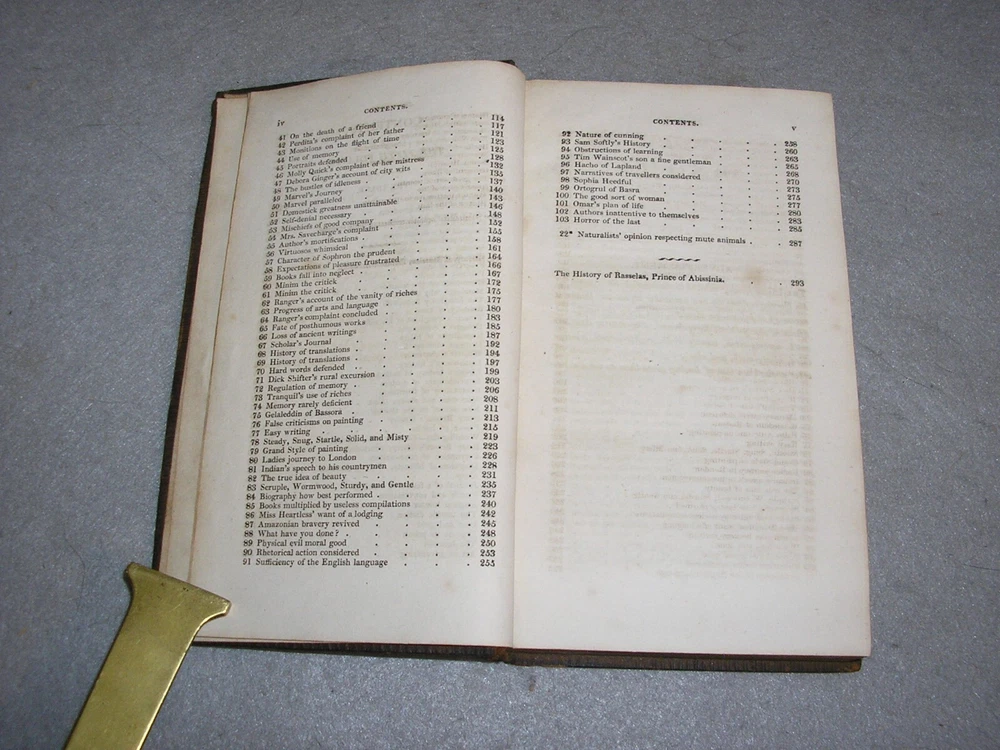 iv
CONTENTS.
41 On the death of a friend 114
42 Perdita's complaint of her father 117
43 Monitions on the flight of time 121
44 Use of memory 123
45 Portraits defended 125
46 Molly Quick's complaint of her mistress 128
47 Debora Ginger's account of city wits 132
48 The bustles of idleness 135
49 Marvel's Journey 137
50 Marvel paralleled 140
51 Domestick greatness unattainable 143
52 Self-denial necessary 146
53 Mischiefs of good company 148
54 Mrs. Savecharge's complaint 152
55 Author's mortifications 155
56 Virtuosos whimsical 158
57 Character of Sophron the prudent 161
58 Expectations of pleasure frustrated 164
59 Books fall into neglect 166
60 Minim the critick 167
61 Minim the critick 172
62 Ranger's account of the vanity of riches 175
63 Progress of arts and language 177
64 Ranger's complaint concluded 180
65 Fate of posthumous works 183
66 Loss of ancient writings 185
67 Scholar's Journal 187
68 History of translations 192
69 History of translations 194
70 Hard words defended 197
71 Dick Shifter's rural excursion 199
72 Regulation of memory 203
73 Tranquil's use of riches 206
74 Memory rarely deficient 208
75 Gelaleddin of Bassora 211
76 False criticisms on painting 213
77 Easy writing 215
78 Steady, Snug, Startle, Solid, and Misty 219
79 Grand Style of painting 223
80 Ladies journey to London 226
81 Indian's speech to his countrymen 228
82 The true idea of beauty 231
83 Scruple, Wormwood, Sturdy, and Gentle 235
84 Biography how best performed 237
85 Books multiplied by useless compilations 240
86 Miss Heartless' want of a lodging 242
87 Amazonian bravery revived 245
88 What have you done? 248
89 Physical evil moral good 250
90 Rhetorical action considered 253
91 Sufficiency of the English language 255
CONTENTS.
v
92 Nature of cunning 258
93 Sam Softly's History 260
94 Obstructions of learning 263
95 Tim Wainscot's son a fine gentleman 265
96 Hacho of Lapland 268
97 Narratives of travellers considered 270
98 Sophia Heedful 273
99 Ortogrul of Basra 275
100 The good sort of woman 277
101 Omar's plan of life 280
102 Authors inattentive to themselves 283
103 Horror of the last 285
22* Naturalists' opinion respecting mute animals . 287
The History of Rasselas, Prince of Abissinia. 293